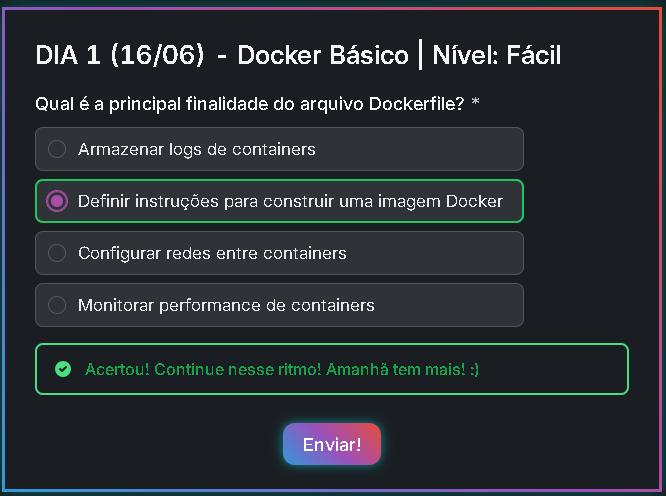 DIA 1 (16/06) - Docker Básico | Nível: Fácil
Qual é a principal finalidade do arquivo Dockerfile? *
Armazenar logs de containers
Definir instruções para construir uma imagem Docker
Configurar redes entre containers
Monitorar performance de containers
Acertou! Continue nesse ritmo! Amanhã tem mais! :)
Enviar!